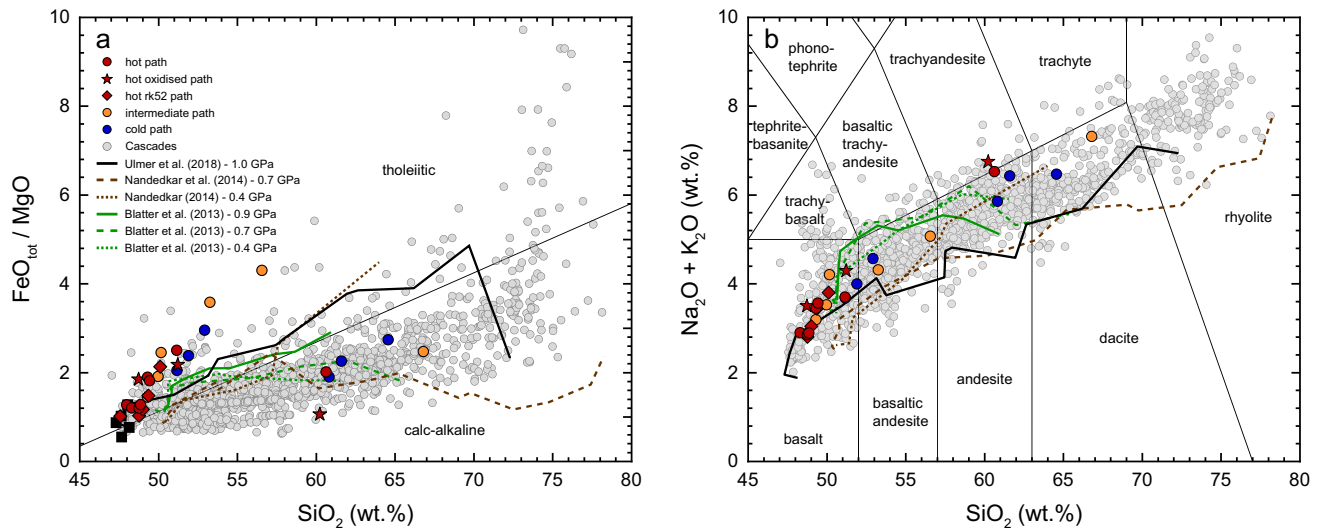 a
hot path
hot oxidised path
hot rk52 path
intermediate path
cold path
Cascades
Ulmer et al. (2018) - 1.0 GPa
Nandedkar et al. (2014) - 0.7 GPa
Nandedkar (2014) - 0.4 GPa
Blatter et al. (2013) - 0.9 GPa
Blatter et al. (2013) - 0.7 GPa
Blatter et al. (2013) - 0.4 GPa
tholeiitic
calc-alkaline
10
8
6
4
2
0
FeOtot / MgO
45 50 55 60 65 70 75 80
SiO2 (wt.%)
b
phono-
tephrite
trachyandesite
trachyte
tephrite-
basanite
basaltic
trachy-
andesite
trachy-
basalt
rhyolite
dacite
andesite
basaltic
andesite
basalt
10
8
6
4
2
0
Na2O + K2O (wt.%)
45 50 55 60 65 70 75 80
SiO2 (wt.%)